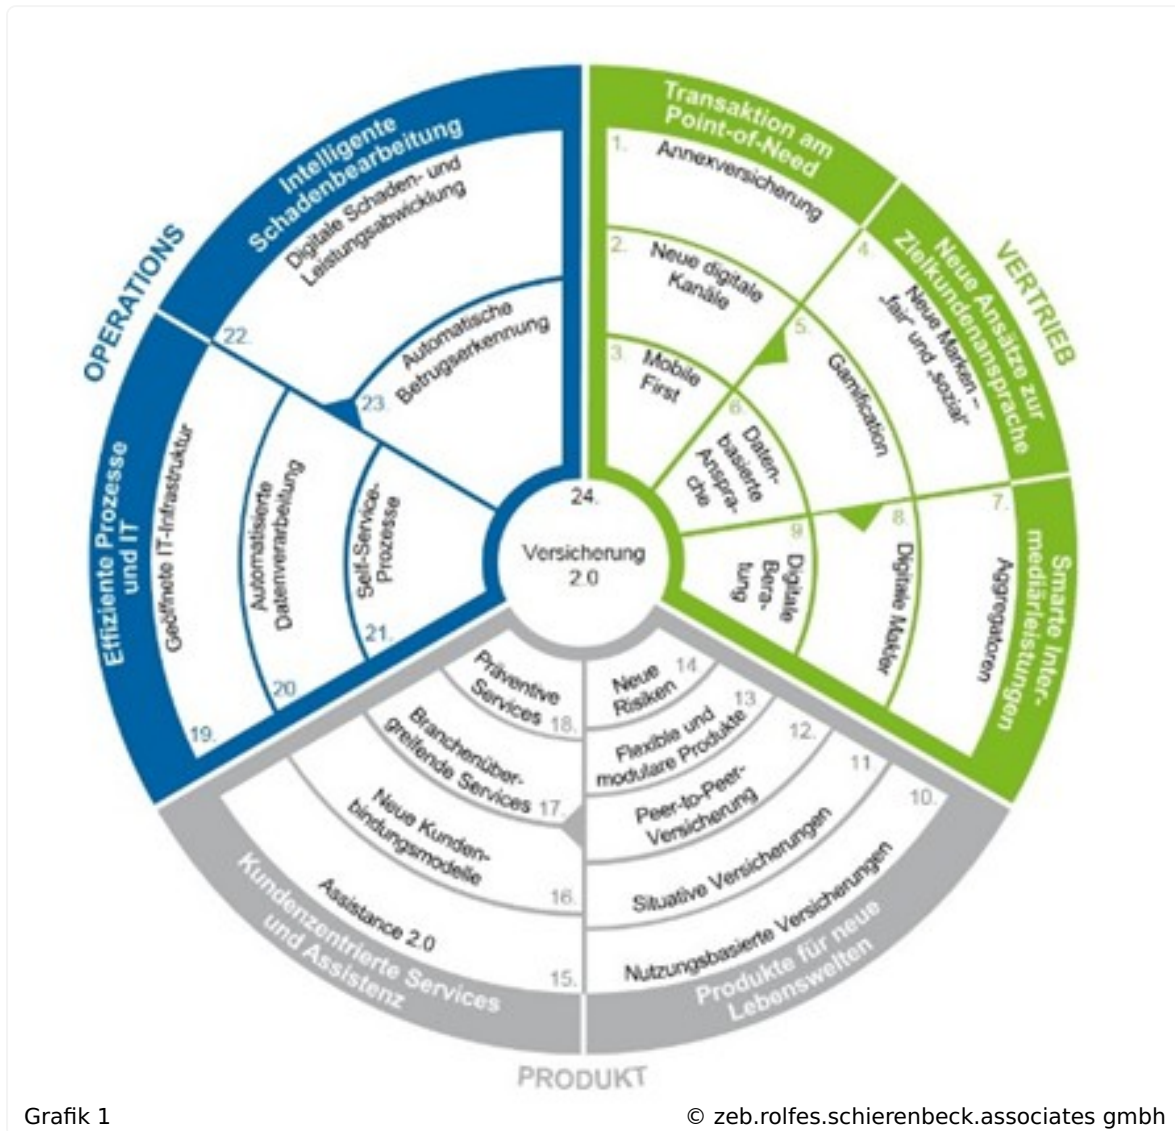 VERTRIEB
Transaktion am
Point-of-Need
1.
Annexversicherung
2.
Neue digitale
Kanäle
3.
Mobile
First
Neue Ansätze zur
Zielkundenansprache
4.
Neue Marken –
„fair“ und „sozial“
5.
Gamification
6.
Daten-
basierte
Anspra-
che
Smarte Inter-
mediärleistungen
7.
Aggregatoren
8.
Digitale Makler
9.
Digitale
Bera-
tung
PRODUKT
Produkte für neue
Lebenswelten
10.
Nutzungsbasierte Versicherungen
11
Situative Versicherungen
12.
Peer-to-Peer-
Versicherung
13
Flexible und
modulare Produkte
14
Neue
Risiken
Kundenzentrierte Services
und Assistenz
15.
Assistance 2.0
16.
Neue Kunden-
bindungsmodelle
17.
Branchenüber-
greifende Services
18.
Präventive
Services
OPERATIONS
Effiziente Prozesse
und IT
19.
Geöffnete IT-Infrastruktur
20
Automatisierte
Datenverarbeitung
21.
Self-Service-
Prozesse
Intelligente
Schadenbearbeitung
22.
Digitale Schaden- und
Leistungsabwicklung
23.
Automatische
Betrugserkennung
24.
Versicherung
2.0
Grafik 1
© zeb.rolfes.schierenbeck.associates gmbh